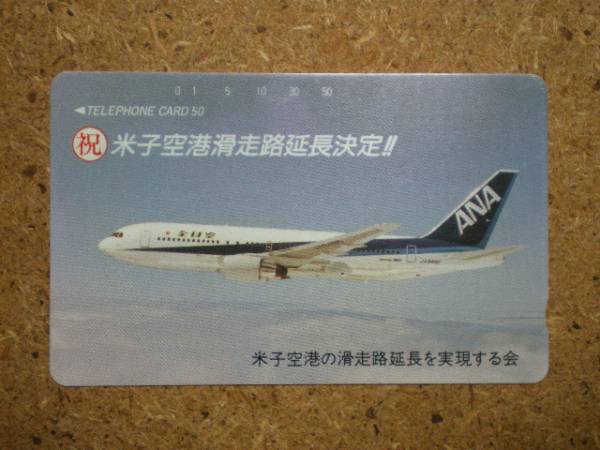 0 1 5 10 30 50
◀TELEPHONE CARD 50
祝 米子空港滑走路延長決定!!
ANA
全日空
米子空港の滑走路延長を実現する会